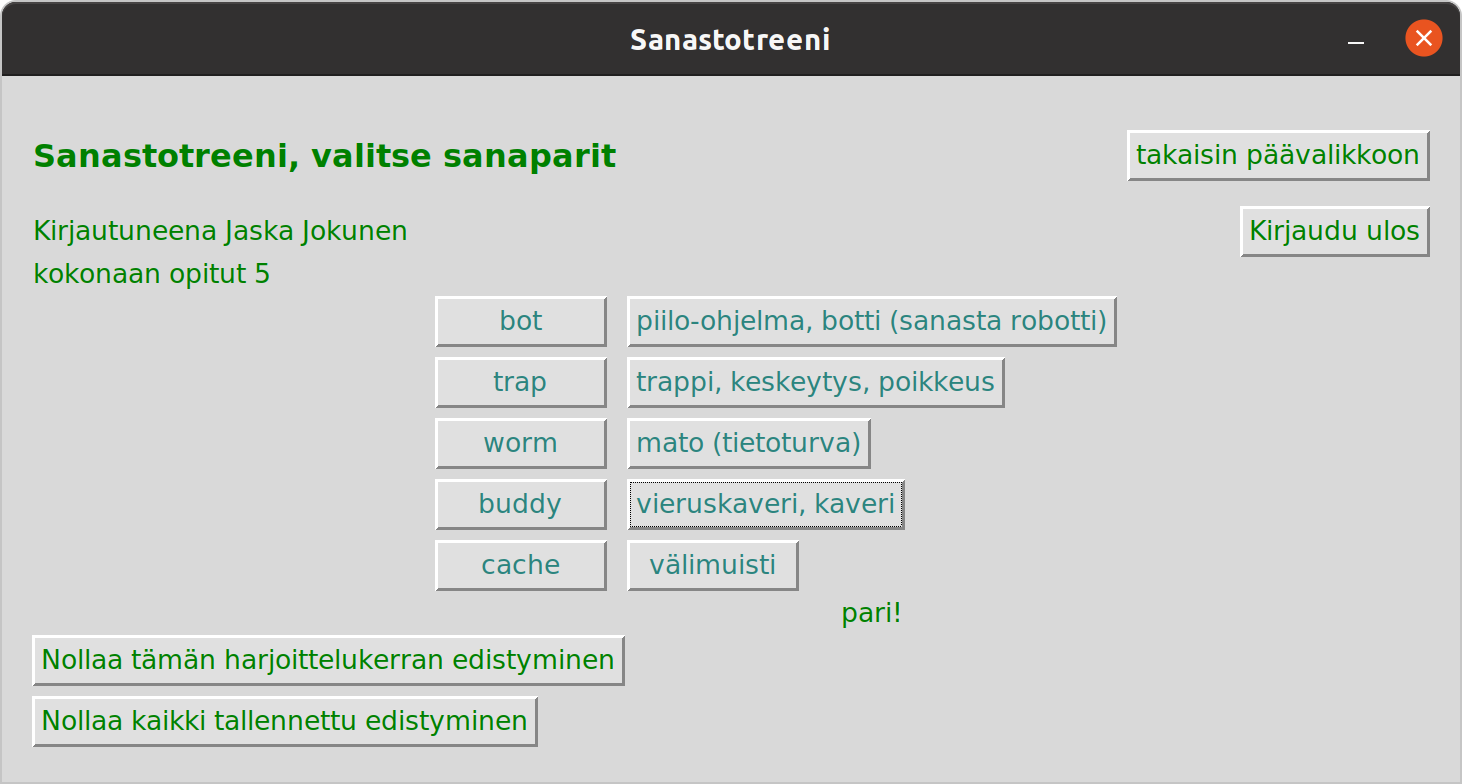 Sanastotreeni
Sanastotreeni, valitse sanaparit
takaisin päävalikkoon
Kirjautuneena Jaska Jokunen
Kirjaudu ulos
kokonaan opitut 5
bot piilo-ohjelma, botti (sanasta robotti)
trap trappi, keskeytys, poikkeus
worm mato (tietoturva)
buddy vieruskaveri, kaveri
cache välimuisti
pari!
Nollaa tämän harjoittelukerran edistyminen
Nollaa kaikki tallennettu edistyminen